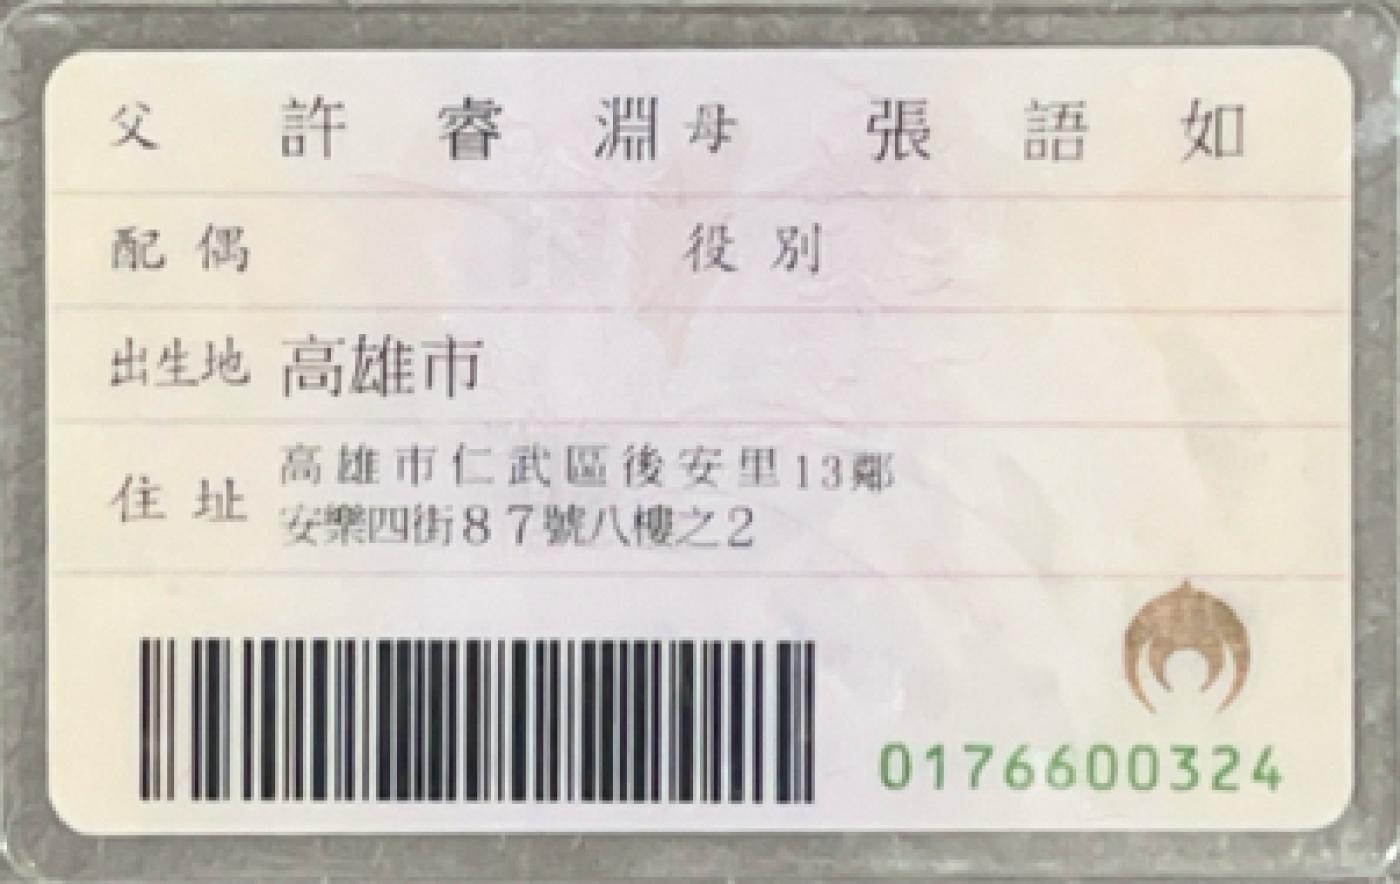 父 許睿淵 母 張語如
配偶 役別
出生地 高雄市
住址 高雄市仁武區後安里13鄰
安樂四街87號八樓之2
0176600324